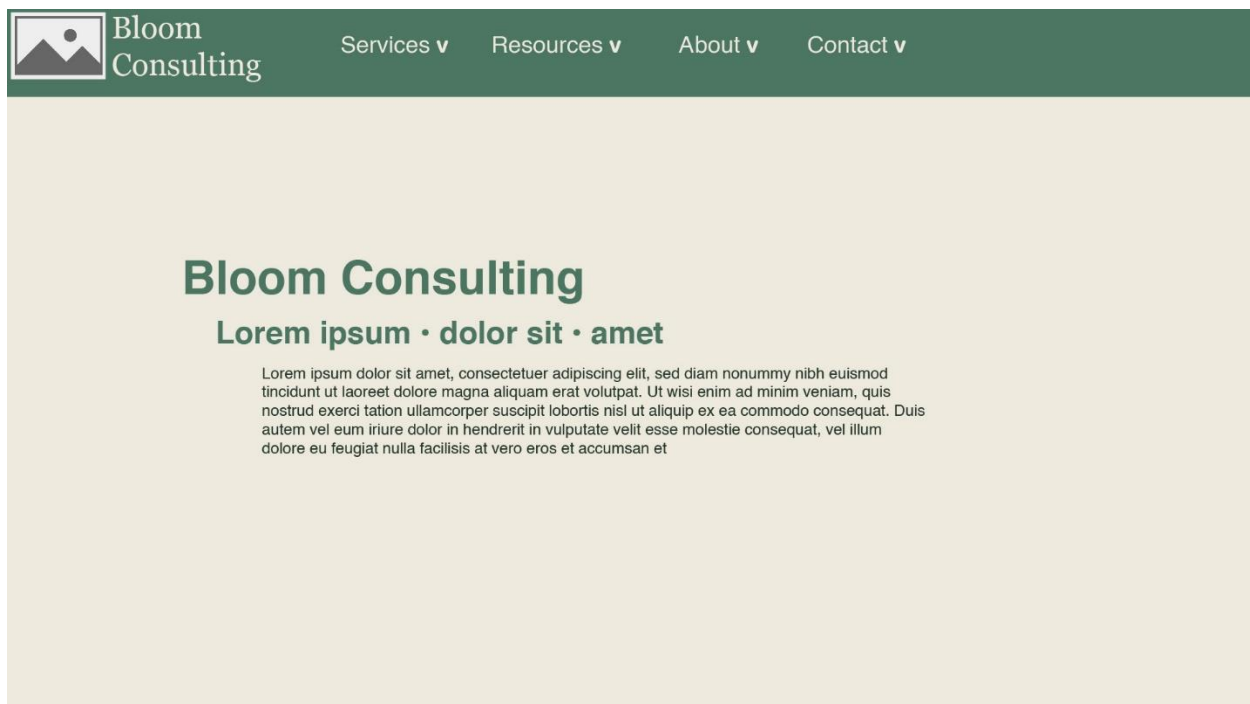 Bloom
Consulting
Services v
Resources v
About v
Contact v
Bloom Consulting
Lorem ipsum • dolor sit • amet
Lorem ipsum dolor sit amet, consectetuer adipiscing elit, sed diam nonummy nibh euismod
tincidunt ut laoreet dolore magna aliquam erat volutpat. Ut wisi enim ad minim veniam, quis
nostrud exerci tation ullamcorper suscipit lobortis nisl ut aliquip ex ea commodo consequat. Duis
autem vel eum iriure dolor in hendrerit in vulputate velit esse molestie consequat, vel illum
dolore eu feugiat nulla facilisis at vero eros et accumsan et